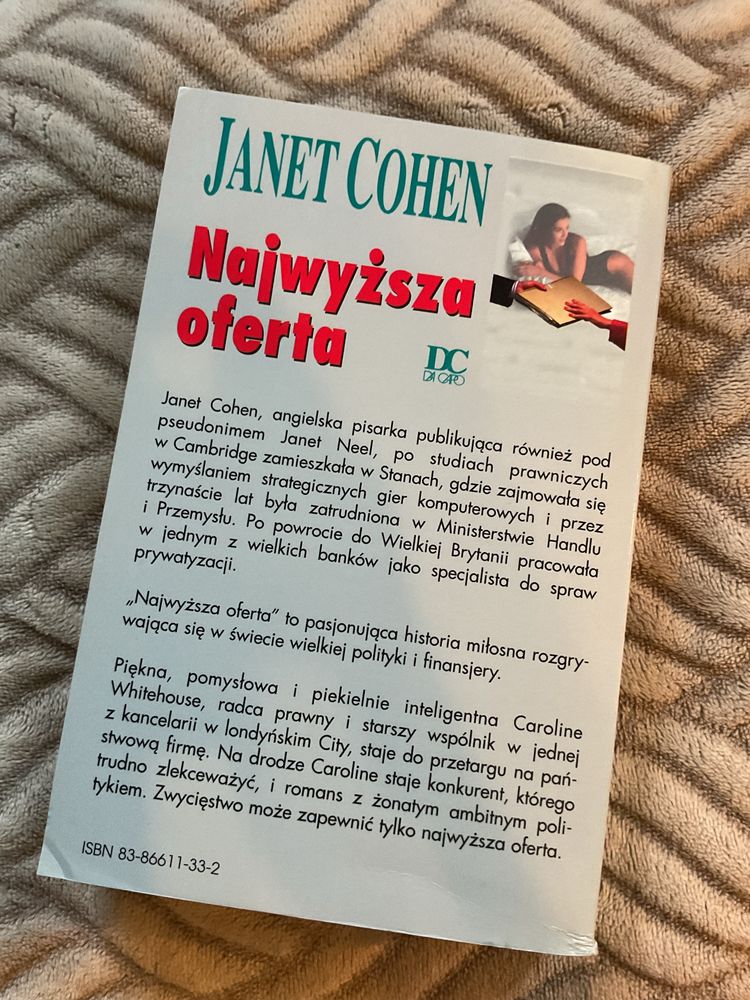 JANET COHEN
Najwyższa
oferta
DC
DA CAPO
Janet Cohen, angielska pisarka publikująca również pod
pseudonimem Janet Neel, po studiach prawniczych
w Cambridge zamieszkała w Stanach, gdzie zajmowała się
wymyślaniem strategicznych gier komputerowych i przez
trzynaście lat była zatrudniona w Ministerstwie Handlu
i Przemysłu. Po powrocie do Wielkiej Brytanii pracowała
w jednym z wielkich banków jako specjalista do spraw
prywatyzacji.
„Najwyższa oferta” to pasjonująca historia miłosna rozgry-
wająca się w świecie wielkiej polityki i finansjery.
Piękna, pomysłowa i piekielnie inteligentna Caroline
Whitehouse, radca prawny i starszy wspólnik w jednej
z kancelarii w londyńskim City, staje do przetargu na pań-
stwową firmę. Na drodze Caroline staje konkurent, którego
trudno zlekceważyć, i romans z żonatym ambitnym poli-
tykiem. Zwycięstwo może zapewnić tylko najwyższa oferta.
ISBN 83-86611-33-2